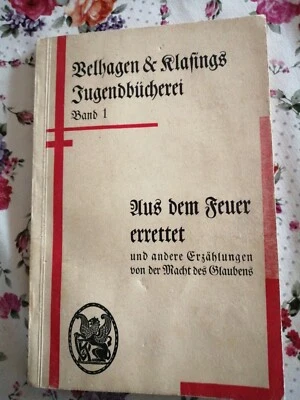 Velhagen & Klasings
Jugendbücherei
Band 1
Aus dem Feuer
errettet
und andere Erzählungen
von der Macht des Glaubens